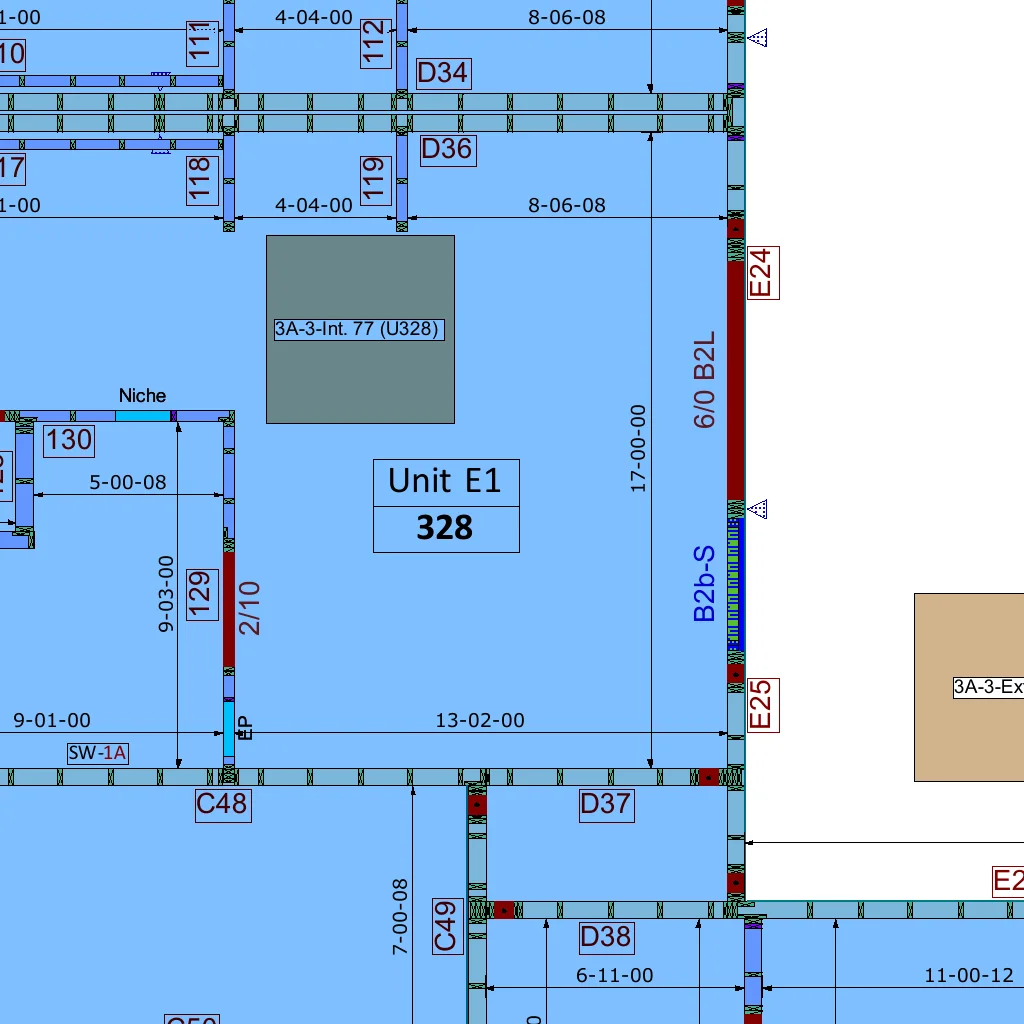 1-00
4-04-00
8-06-08
10
111
112
D34
D36
17
118
119
1-00
4-04-00
8-06-08
E24
3A-3-Int. 77 (U328)
6/0 B2L
Niche
130
17-00-00
5-00-08
Unit E1
328
9-03-00
129
2/10
B2b-S
3A-3-Ext
9-01-00
EP
13-02-00
E25
SW-1A
C48
D37
7-00-08
C49
E2
D38
6-11-00
11-00-12
C50